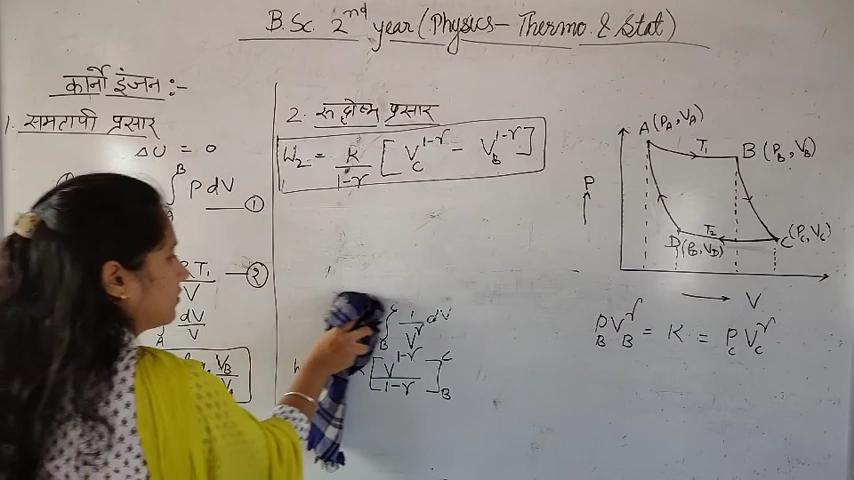 B.Sc. 2nd year (Physics- Thermo. & Stat)
कार्नो इंजन :-
1. समतापी प्रसार
ΔU = 0
∫ B P dV —①
T₁ / V —②
dV / V
A
V_B
2. रुद्धोष्म प्रसार
W₂ = K/(1-γ) [ V_C^(1-γ) - V_B^(1-γ) ]
∫_B^C 1/V^γ dV
[ V^(1-γ) / (1-γ) ]_B^C
A (P_A, V_A)
T₁
B (P_B, V_B)
P
T₂
C (P_C, V_C)
D (P_D, V_D)
V
P_B V_B^γ = K = P_C V_C^γ